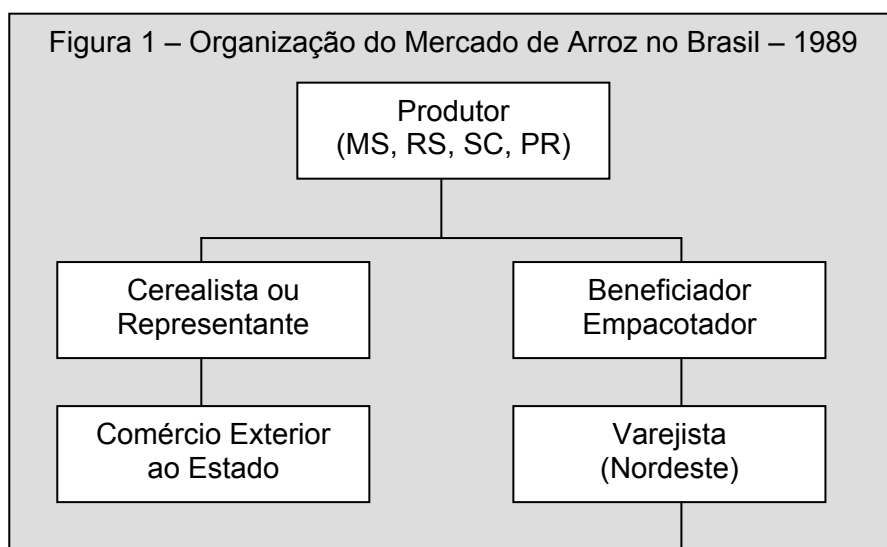 Figura 1 – Organização do Mercado de Arroz no Brasil – 1989
Produtor
(MS, RS, SC, PR)
Cerealista ou
Representante
Beneficiador
Empacotador
Comércio Exterior
ao Estado
Varejista
(Nordeste)